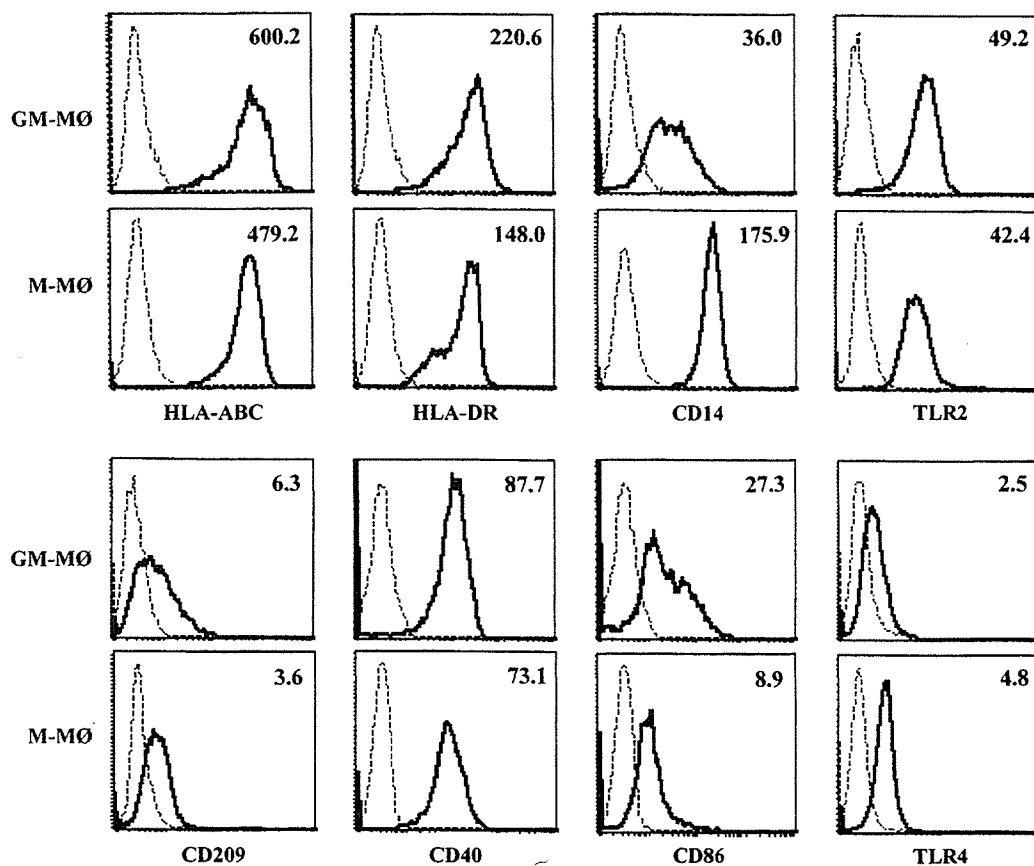 600.2 220.6 36.0 49.2
GM-MØ
479.2 148.0 175.9 42.4
M-MØ
HLA-ABC HLA-DR CD14 TLR2
6.3 87.7 27.3 2.5
GM-MØ
3.6 73.1 8.9 4.8
M-MØ
CD209 CD40 CD86 TLR4